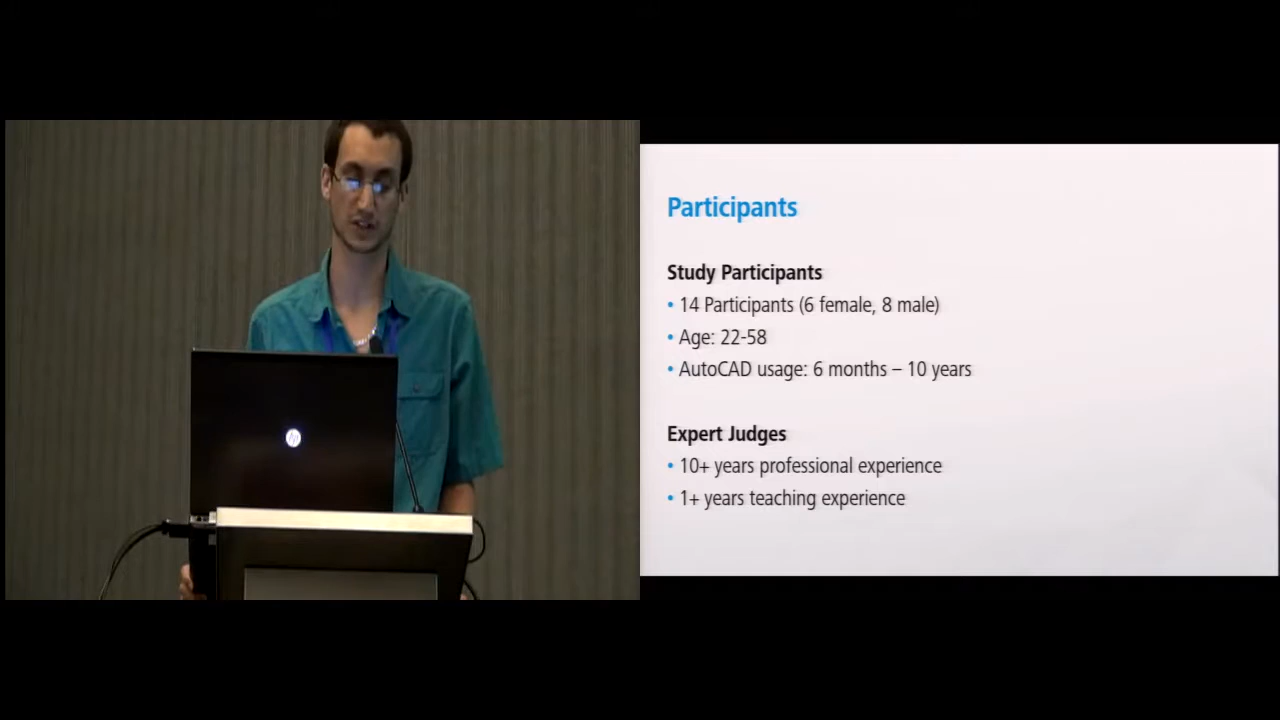 Participants
Study Participants
• 14 Participants (6 female, 8 male)
• Age: 22-58
• AutoCAD usage: 6 months – 10 years
Expert Judges
• 10+ years professional experience
• 1+ years teaching experience
hp